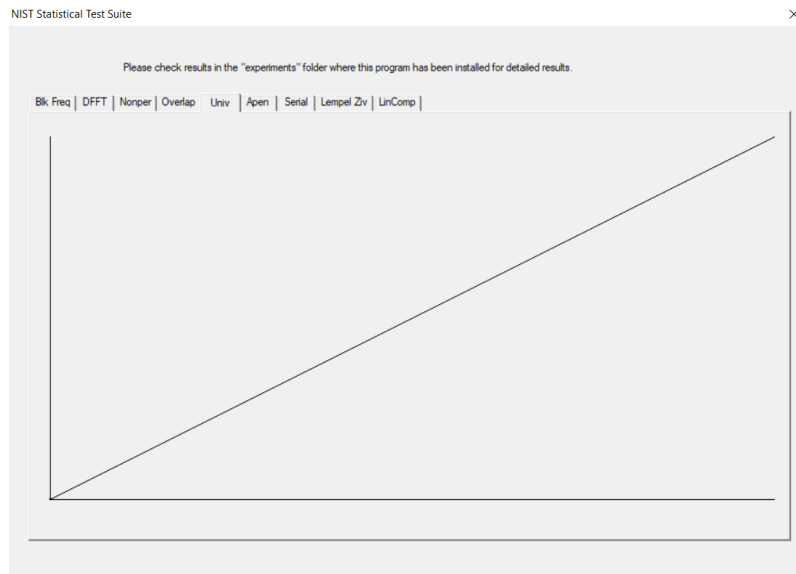 NIST Statistical Test Suite
Please check results in the "experiments" folder where this program has been installed for detailed results.
Blk Freq DFFT Nonper Overlap Univ Apen Serial Lempel Ziv LinComp